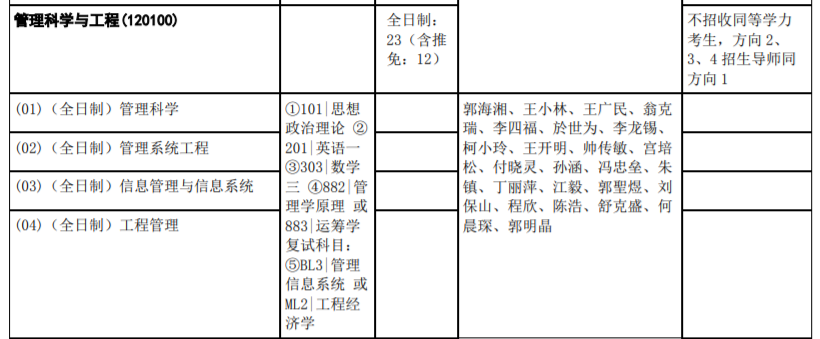 管理科学与工程(120100)
全日制：
23（含推
免：12）
不招收同等学力
考生，方向 2、
3、4 招生导师同
方向 1
(01)（全日制）管理科学
(02)（全日制）管理系统工程
(03)（全日制）信息管理与信息系统
(04)（全日制）工程管理
①101|思想
政治理论 ②
201|英语一
③303|数学
三 ④882|管
理学原理 或
883|运筹学
复试科目：
⑤BL3|管理
信息系统 或
ML2|工程经
济学
郭海湘、王小林、王广民、翁克
瑞、李四福、於世为、李龙锡、
柯小玲、王开明、帅传敏、宫培
松、付晓灵、孙涵、冯忠垒、朱
镇、丁丽萍、江毅、郭聖煜、刘
保山、程欣、陈浩、舒克盛、何
晨琛、郭明晶